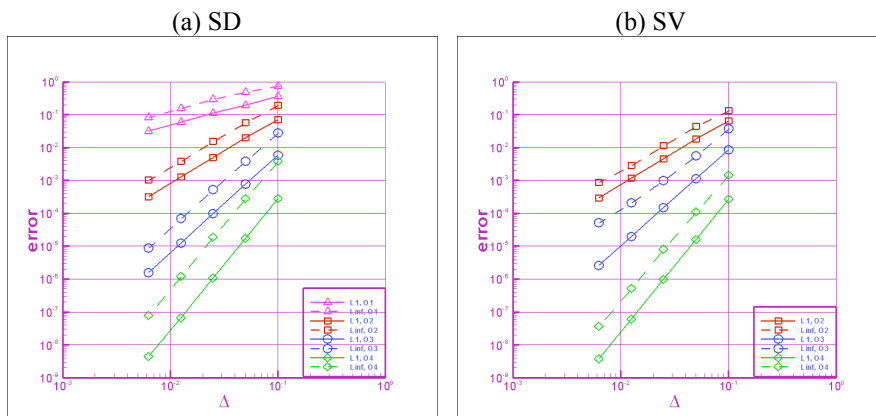 (a) SD
(b) SV
10⁰
10⁻¹
10⁻²
10⁻³
10⁻⁴
10⁻⁵
10⁻⁶
10⁻⁷
10⁻⁸
10⁻⁹
error
10⁻³
10⁻²
10⁻¹
10⁰
Δ
L1, O1
Linf, O1
L1, O2
Linf, O2
L1, O3
Linf, O3
L1, O4
Linf, O4
10⁰
10⁻¹
10⁻²
10⁻³
10⁻⁴
10⁻⁵
10⁻⁶
10⁻⁷
10⁻⁸
10⁻⁹
error
10⁻³
10⁻²
10⁻¹
10⁰
Δ
L1, O2
Linf, O2
L1, O3
Linf, O3
L1, O4
Linf, O4